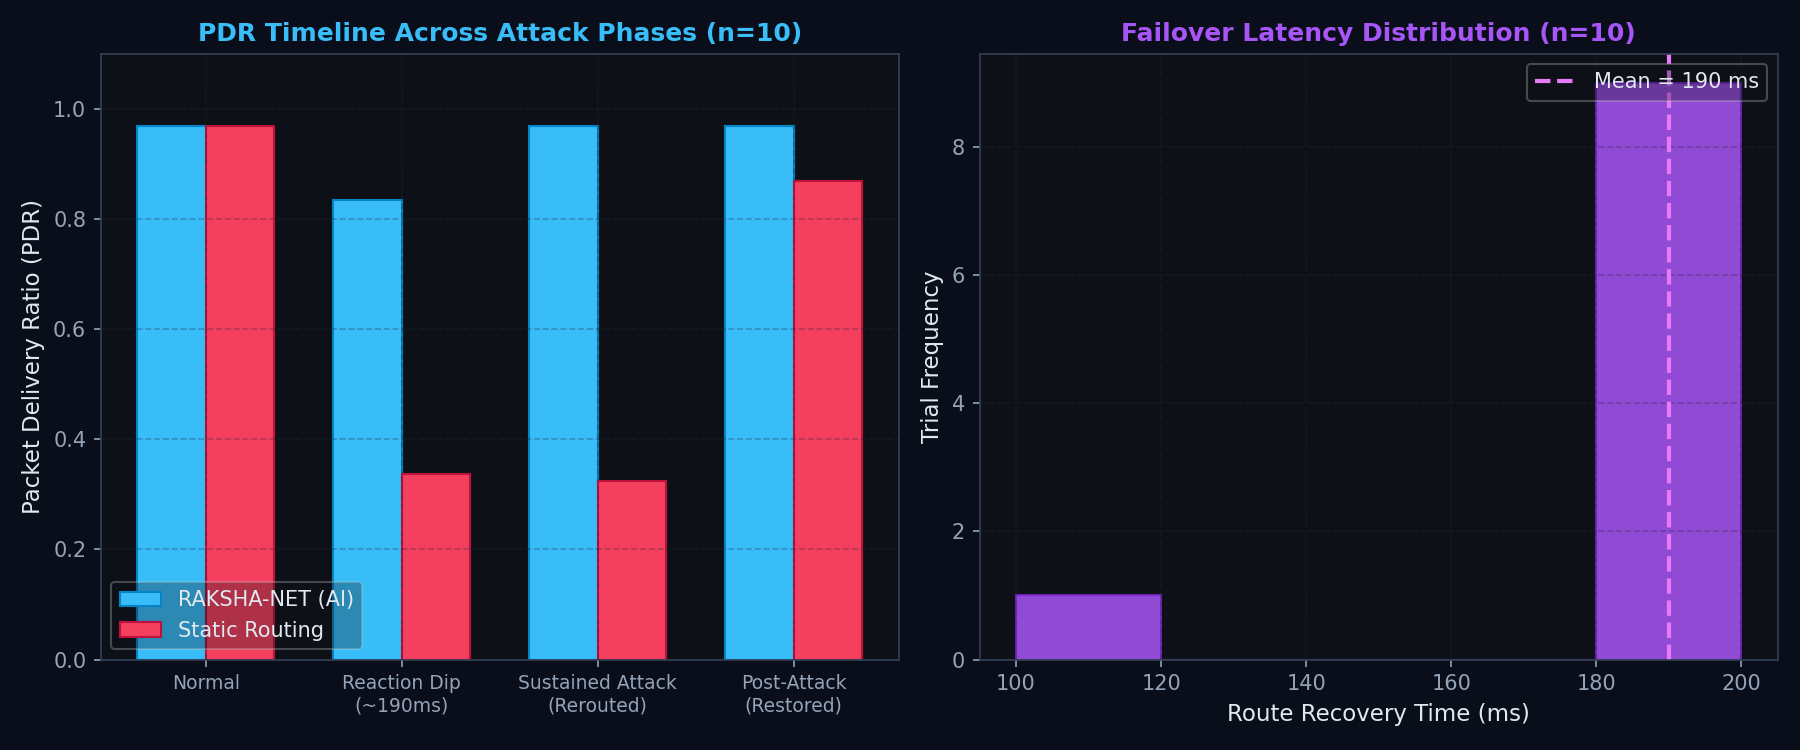 PDR Timeline Across Attack Phases (n=10)
Packet Delivery Ratio (PDR)
1.0
0.8
0.6
0.4
0.2
0.0
RAKSHA-NET (AI)
Static Routing
Normal
Reaction Dip
(~190ms)
Sustained Attack
(Rerouted)
Post-Attack
(Restored)
Failover Latency Distribution (n=10)
Mean = 190 ms
Trial Frequency
8
6
4
2
0
100 120 140 160 180 200
Route Recovery Time (ms)